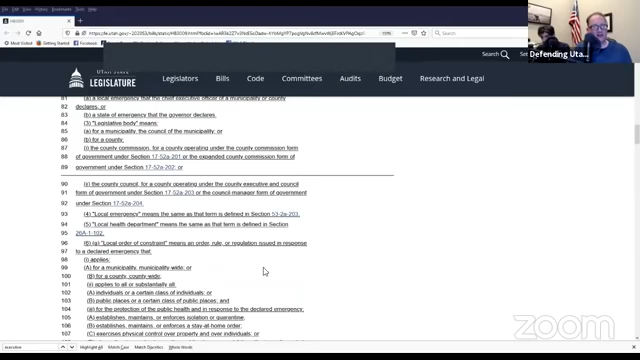 HB0009
File Edit View History Bookmarks Tools Help
Search
Defending Uta...
UTAH STATE
LEGISLATURE
Legislators Bills Code Committees Audits Budget Research and Legal
81 (a) a local emergency that the chief executive officer of a municipality or county
82 declares; or
83 (b) a state of emergency that the governor declares.
84 (3) "Legislative body" means:
85 (a) for a municipality, the council of the municipality; or
86 (b) for a county:
87 (i) the county commission, for a county operating under the county commission form
88 of government under Section 17-52a-201 or the expanded county commission form of
89 government under Section 17-52a-202; or
90 the county council, for a county operating under the county executive and council
91 form of government under Section 17-52a-203 or the council manager form of government
92 under Section 17-52a-204.
93 (4) "Local emergency" means the same as that term is defined in Section 53-2a-203.
94 (5) "Local health department" means the same as that term is defined in Section
95 26A-1-102.
96 (6) (a) "Local order of constraint" means an order, rule, or regulation issued in response
97 to a declared emergency that:
98 (i) applies:
99 (A) for a municipality, municipality wide; or
100 (B) for a county, county wide;
101 (ii) applies to all or substantially all:
102 (A) individuals or a certain class of individuals; or
103 (B) public places or a certain class of public places; and
104 for the protection of the public health and in response to the declared emergency:
105 (A) establishes, maintains, or enforces isolation or quarantine;
106 (B) establishes, maintains, or enforces a stay-at-home order;
107 (C) exercises physical control over property and over individuals; or
executive
Highlight All Match Case Match Diacritics Whole Words
zoom